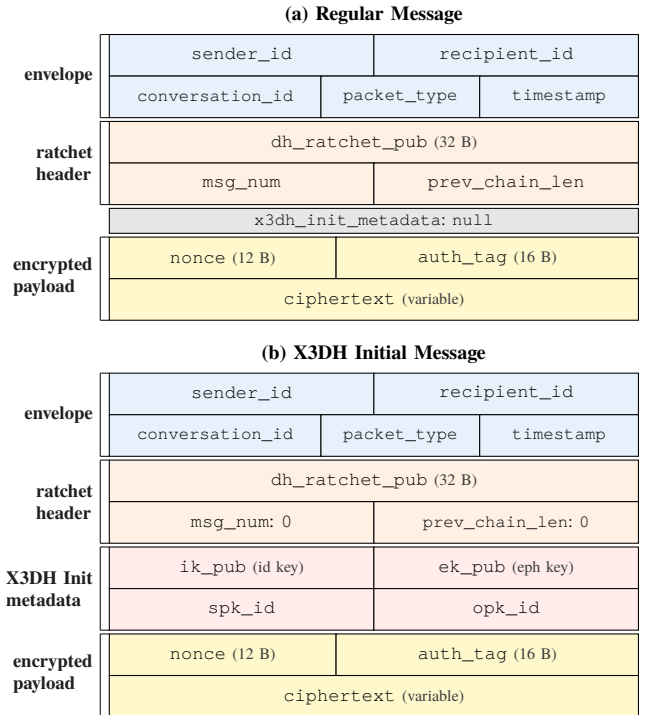 (a) Regular Message
envelope
sender_id recipient_id
conversation_id packet_type timestamp
ratchet
header
dh_ratchet_pub (32 B)
msg_num prev_chain_len
x3dh_init_metadata: null
encrypted
payload
nonce (12 B) auth_tag (16 B)
ciphertext (variable)
(b) X3DH Initial Message
envelope
sender_id recipient_id
conversation_id packet_type timestamp
ratchet
header
dh_ratchet_pub (32 B)
msg_num: 0 prev_chain_len: 0
X3DH Init
metadata
ik_pub (id key) ek_pub (eph key)
spk_id opk_id
encrypted
payload
nonce (12 B) auth_tag (16 B)
ciphertext (variable)